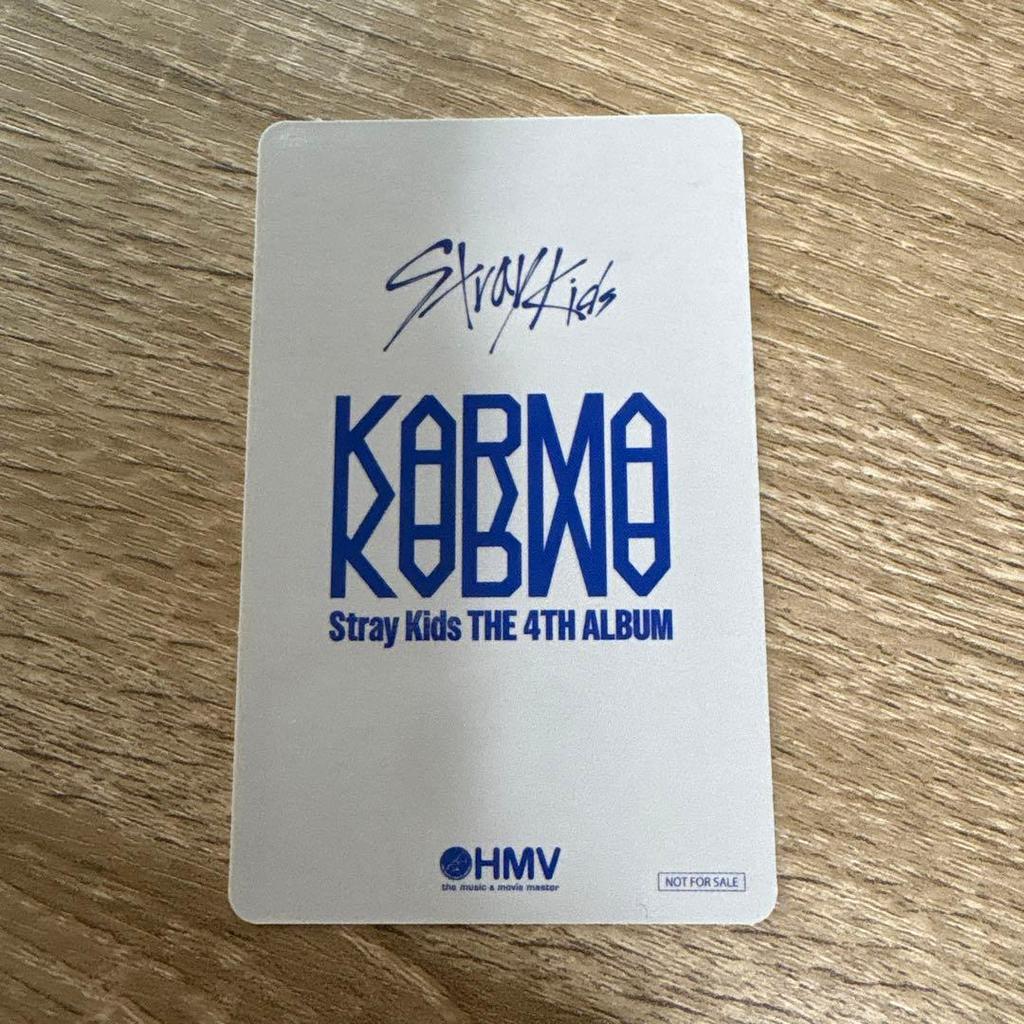 Stray Kids
KARMA
Stray Kids THE 4TH ALBUM
HMV
the music & movie master
NOT FOR SALE